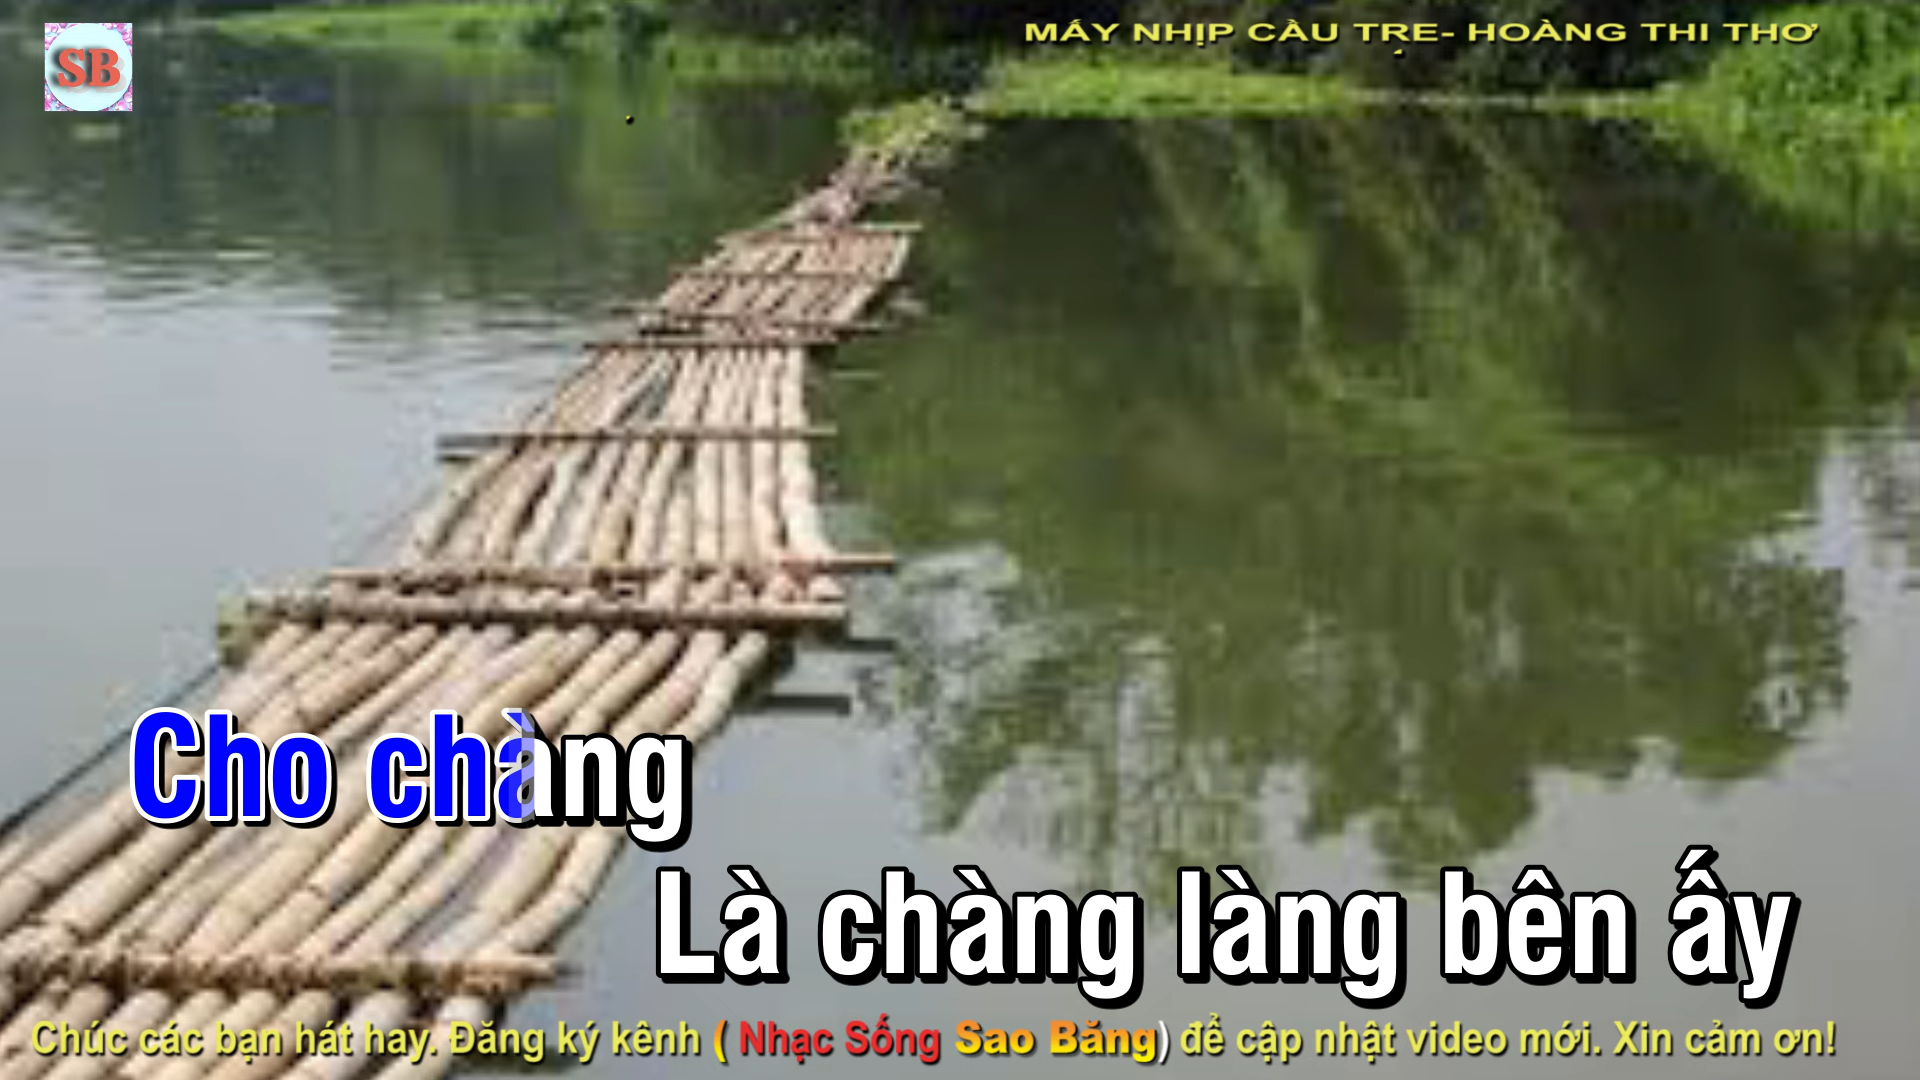 SB
MẤY NHỊP CẦU TRE- HOÀNG THI THƠ
Cho chàng
Là chàng làng bên ấy
Chúc các bạn hát hay. Đăng ký kênh ( Nhạc Sống Sao Băng) để cập nhật video mới. Xin cảm ơn!